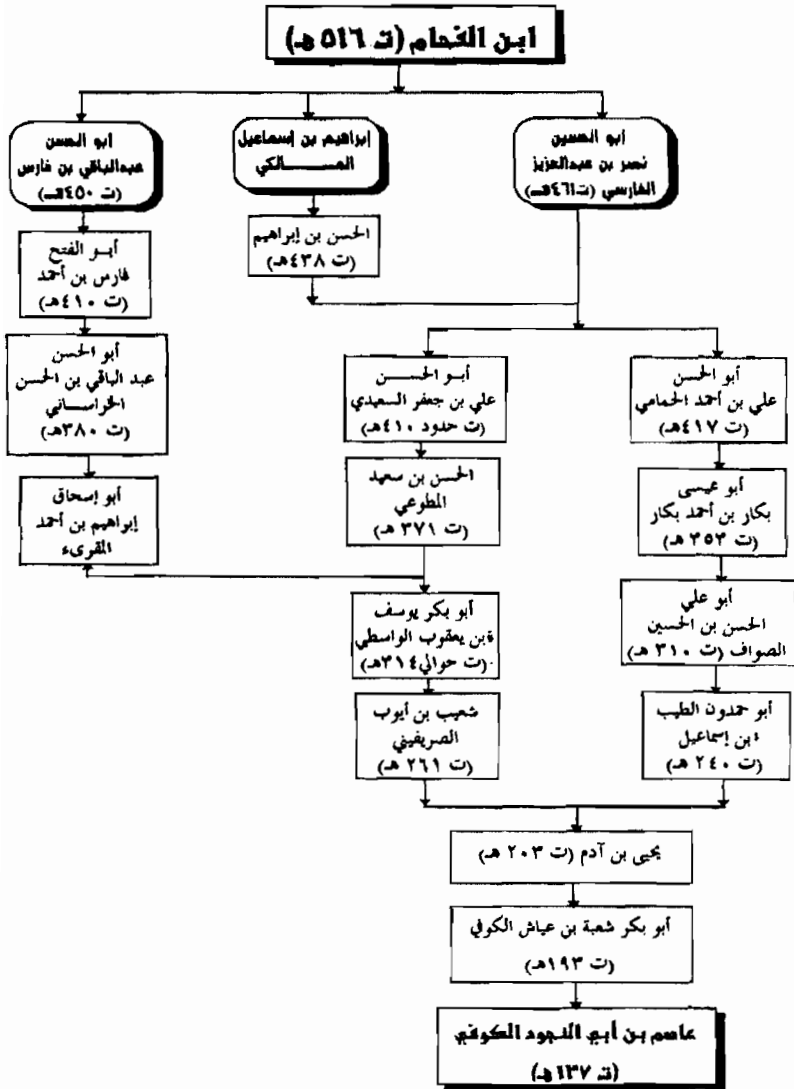 ابن الفحام (ت ٥١٦ هـ)
أبو الحسين
نصر بن عبدالعزيز
الفارسي (ت٤٦١هـ)
إبراهيم بن إسماعيل
المـــــالكي
أبو الحسن
عبدالباقي بن فارس
(ت ٤٥٠هـ)
الحسن بن إبراهيم
(ت ٤٣٨هـ)
أبـو الفتح
فارس بن أحمد
(ت ٤١٠هـ)
أبو الحسن
علي بن أحمد الحمامي
(ت ٤١٧هـ)
أبـو الحســـن
علي بن جعفر السعيدي
(ت حدود ٤١٠هـ)
أبو الحسن
عبد الباقي بن الحسن
الخراســـاني
(ت ٣٨٠هـ)
أبو عيسى
بكار بن أحمد بكار
(ت ٣٥٣ هـ)
الحسن بن سعيد
المطوعي
(ت ٣٧١ هـ)
أبو إسحاق
إبراهيم بن أحمد
المقرىء
أبو علي
الحسن بن الحسين
الصواف (ت ٣١٠ هـ)
أبو بكر يوسف
بن يعقوب الواسطي
(ت حوالي٣١٤هـ)
أبو حمدون الطيب
بن إسماعيل
(ت ٢٤٠ هـ)
شعيب بن أيوب
الصريفيني
(ت ٢٦١ هـ)
يحيى بن آدم (ت ٢٠٣ هـ)
أبو بكر شعبة بن عياش الكوفي
(ت ١٩٣هـ)
عاصم بن أبي النجود الكوفي
(ت ١٢٧هـ)